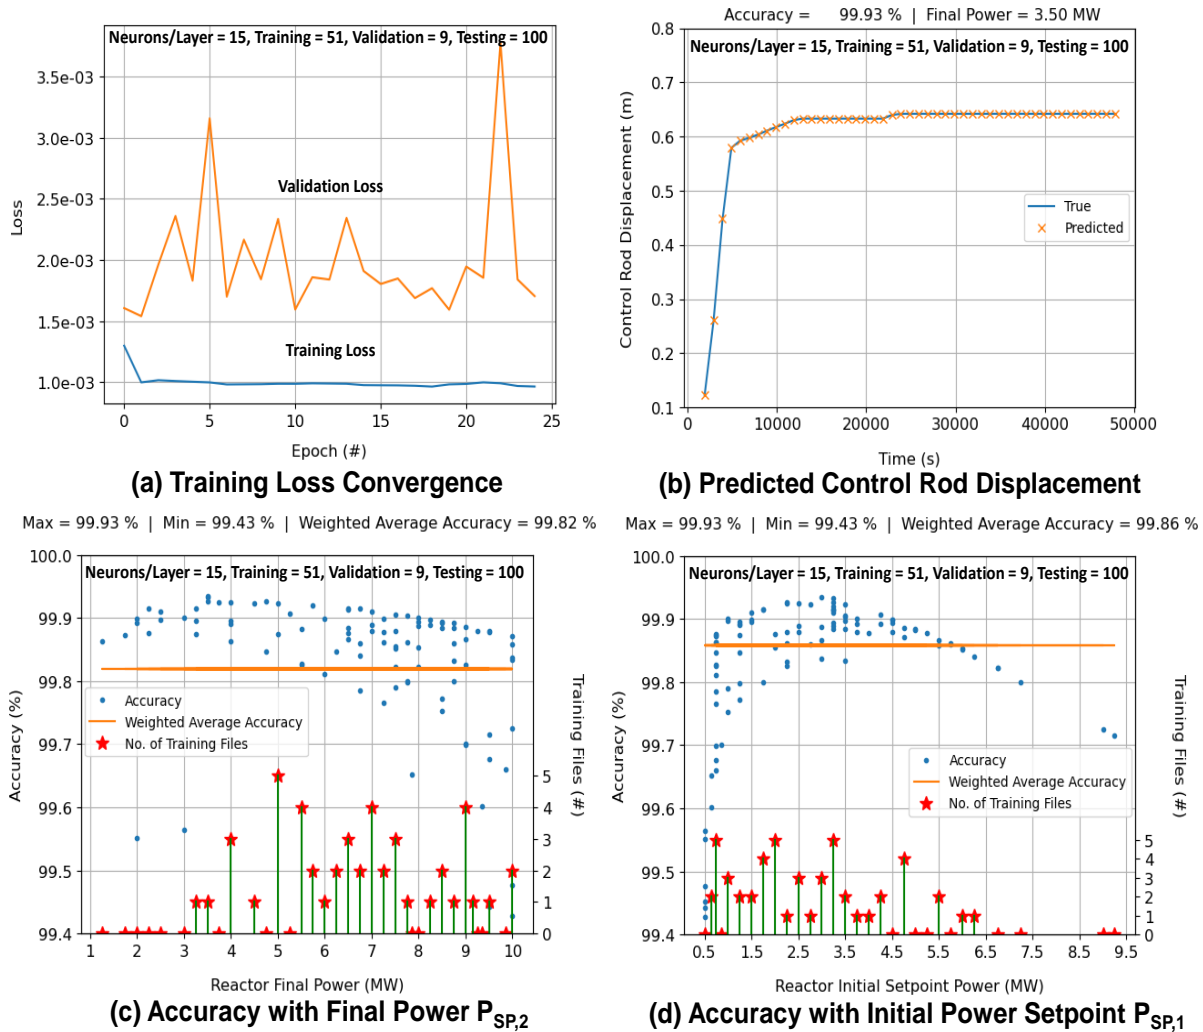 Neurons/Layer = 15, Training = 51, Validation = 9, Testing = 100
3.5e-03
3.0e-03
2.5e-03
2.0e-03
1.5e-03
1.0e-03
Loss
Validation Loss
Training Loss
0 5 10 15 20 25
Epoch (#)
(a) Training Loss Convergence
Accuracy = 99.93 % | Final Power = 3.50 MW
Neurons/Layer = 15, Training = 51, Validation = 9, Testing = 100
0.8
0.7
0.6
0.5
0.4
0.3
0.2
0.1
Control Rod Displacement (m)
True
Predicted
0 10000 20000 30000 40000 50000
Time (s)
(b) Predicted Control Rod Displacement
Max = 99.93 % | Min = 99.43 % | Weighted Average Accuracy = 99.82 %
Neurons/Layer = 15, Training = 51, Validation = 9, Testing = 100
100.0
99.9
99.8
99.7
99.6
99.5
99.4
Accuracy (%)
Accuracy
Weighted Average Accuracy
No. of Training Files
5
4
3
2
1
0
Training Files (#)
1 2 3 4 5 6 7 8 9 10
Reactor Final Power (MW)
(c) Accuracy with Final Power P_SP,2
Max = 99.93 % | Min = 99.43 % | Weighted Average Accuracy = 99.86 %
Neurons/Layer = 15, Training = 51, Validation = 9, Testing = 100
100.0
99.9
99.8
99.7
99.6
99.5
99.4
Accuracy (%)
Accuracy
Weighted Average Accuracy
No. of Training Files
5
4
3
2
1
0
Training Files (#)
0.5 1.5 2.5 3.5 4.5 5.5 6.5 7.5 8.5 9.5
Reactor Initial Setpoint Power (MW)
(d) Accuracy with Initial Power Setpoint P_SP,1